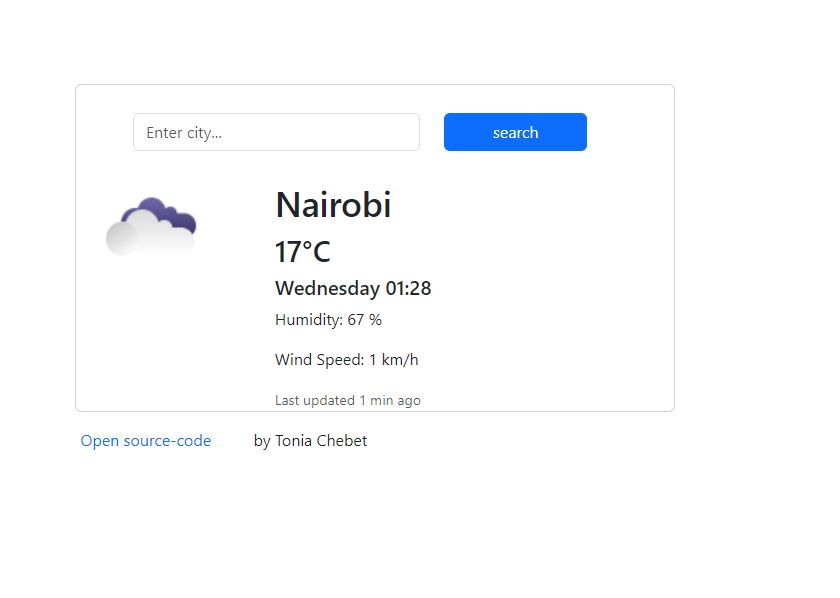 Enter city...
search
Nairobi
17°C
Wednesday 01:28
Humidity: 67 %
Wind Speed: 1 km/h
Last updated 1 min ago
Open source-code by Tonia Chebet